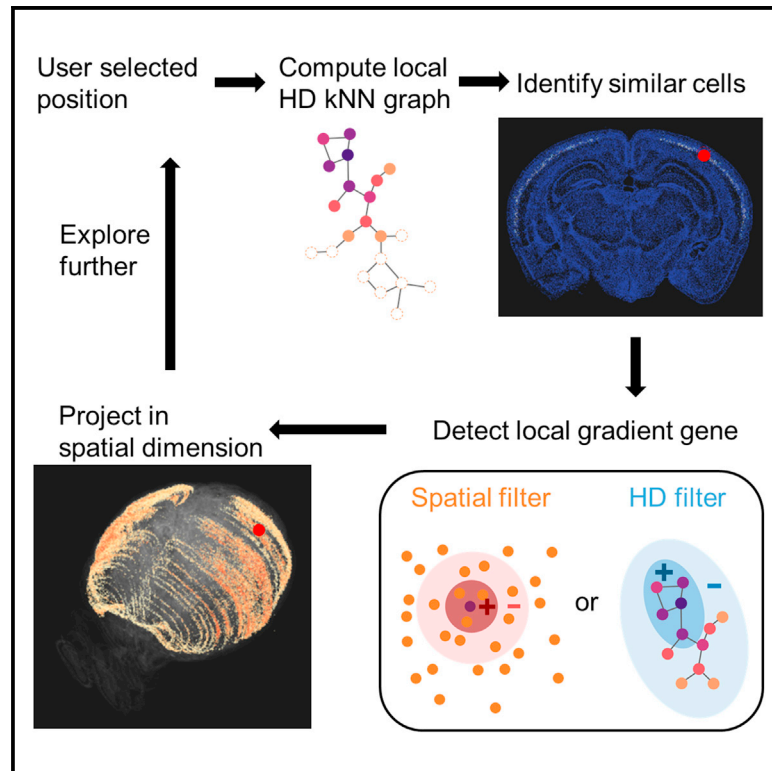 User selected
position
Compute local
HD kNN graph
Identify similar cells
Explore
further
Project in
spatial dimension
Detect local gradient gene
Spatial filter
HD filter
+
-
or
+
-